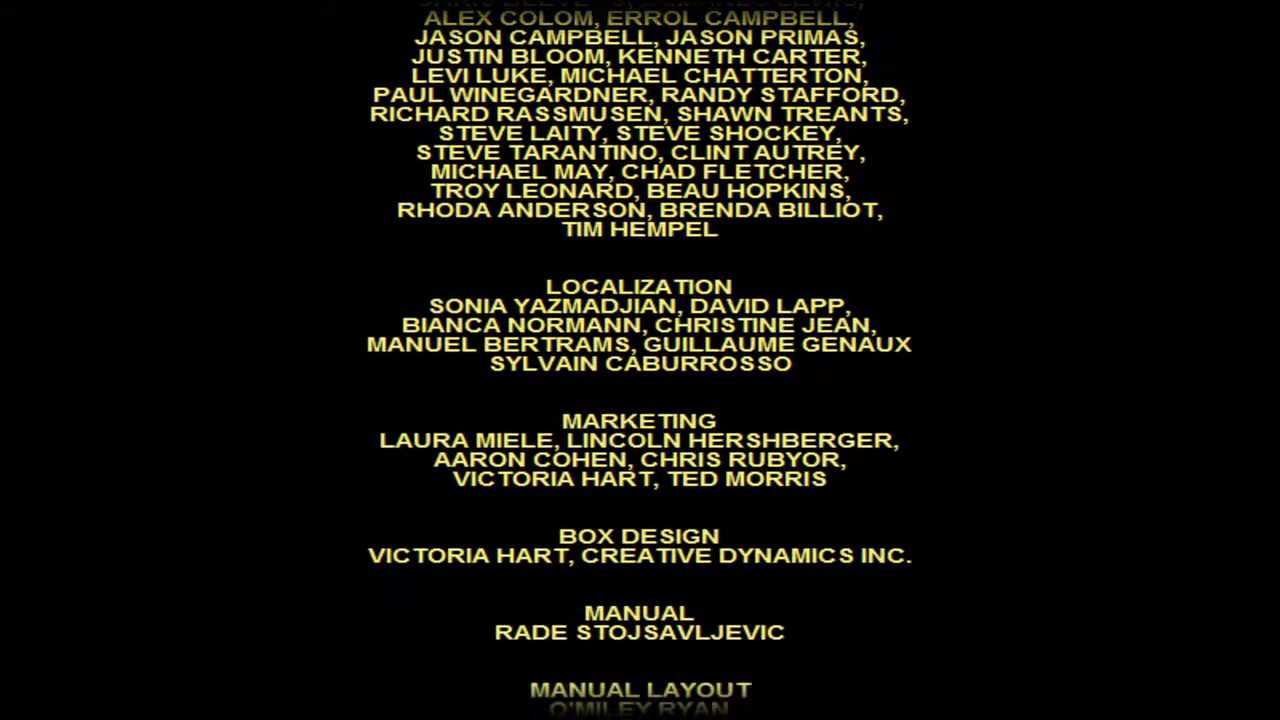 ALEX COLOM, ERROL CAMPBELL,
JASON CAMPBELL, JASON PRIMAS,
JUSTIN BLOOM, KENNETH CARTER,
LEVI LUKE, MICHAEL CHATTERTON,
PAUL WINEGARDNER, RANDY STAFFORD,
RICHARD RASSMUSEN, SHAWN TREANTS,
STEVE LAITY, STEVE SHOCKEY,
STEVE TARANTINO, CLINT AUTREY,
MICHAEL MAY, CHAD FLETCHER,
TROY LEONARD, BEAU HOPKINS,
RHODA ANDERSON, BRENDA BILLIOT,
TIM HEMPEL
LOCALIZATION
SONIA YAZMADJIAN, DAVID LAPP,
BIANCA NORMANN, CHRISTINE JEAN,
MANUEL BERTRAMS, GUILLAUME GENAUX
SYLVAIN CABURROSSO
MARKETING
LAURA MIELE, LINCOLN HERSHBERGER,
AARON COHEN, CHRIS RUBYOR,
VICTORIA HART, TED MORRIS
BOX DESIGN
VICTORIA HART, CREATIVE DYNAMICS INC.
MANUAL
RADE STOJSAVLJEVIC
MANUAL LAYOUT
O'MILEY RYAN